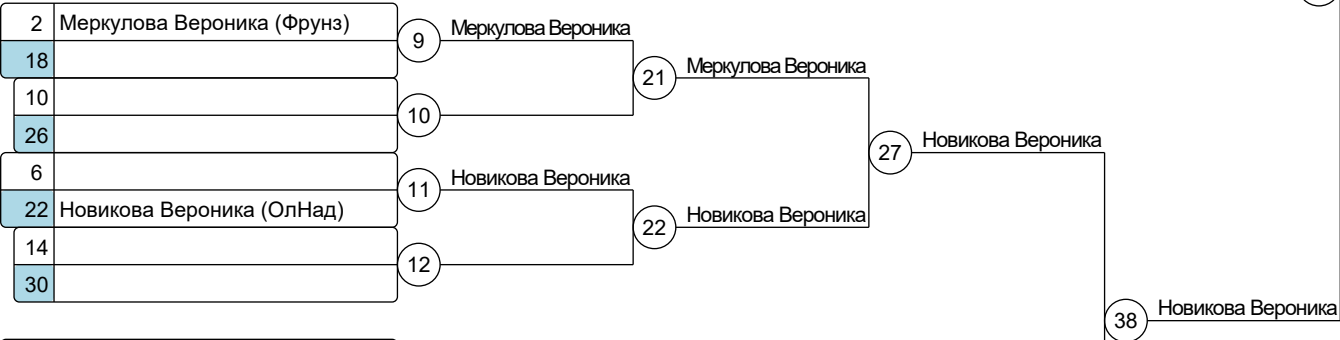 2 Меркулова Вероника (Фрунз)
18
10
26
6
22 Новикова Вероника (ОлНад)
14
30
9 Меркулова Вероника
10
11 Новикова Вероника
12
21 Меркулова Вероника
22 Новикова Вероника
27 Новикова Вероника
38 Новикова Вероника